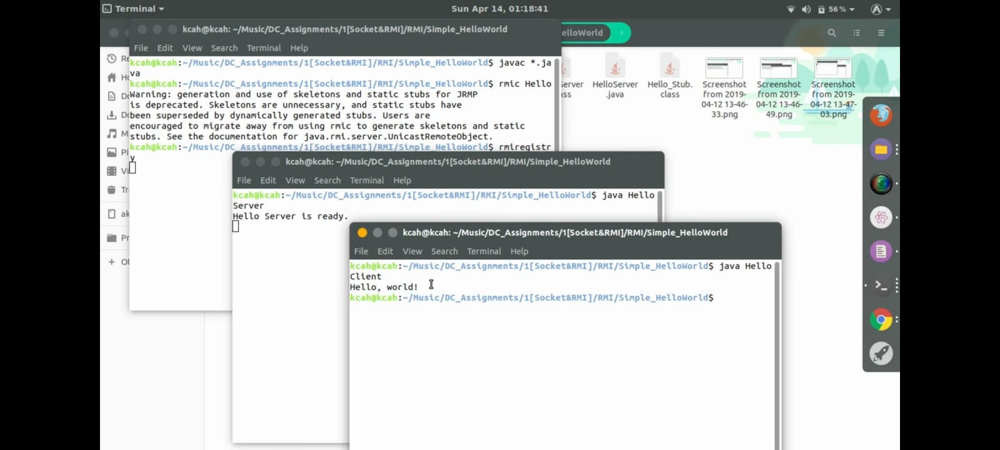 Terminal
Sun Apr 14, 01:18:41
56%
kcah@kcah: ~/Music/DC_Assignments/1[Socket&RMI]/RMI/Simple_HelloWorld
File Edit View Search Terminal Help
kcah@kcah:~/Music/DC_Assignments/1[Socket&RMI]/RMI/Simple_HelloWorld$ javac *.ja
va
kcah@kcah:~/Music/DC_Assignments/1[Socket&RMI]/RMI/Simple_HelloWorld$ rmic Hello
Warning: generation and use of skeletons and static stubs for JRMP
is deprecated. Skeletons are unnecessary, and static stubs have
been superseded by dynamically generated stubs. Users are
encouraged to migrate away from using rmic to generate skeletons and static
stubs. See the documentation for java.rmi.server.UnicastRemoteObject.
kcah@kcah:~/Music/DC_Assignments/1[Socket&RMI]/RMI/Simple_HelloWorld$ rmiregistr
y
elloWorld
Server
ass
HelloServer
.java
Hello_Stub.
class
Screenshot
from 2019-
04-12 13-46-
33.png
Screenshot
from 2019-
04-12 13-46-
49.png
Screenshot
from 2019-
04-12 13-47-
03.png
Re
Ho
Do
Do
M
Pi
Vi
Tr
ak
Pr
Ot
kcah@kcah: ~/Music/DC_Assignments/1[Socket&RMI]/RMI/Simple_HelloWorld
File Edit View Search Terminal Help
kcah@kcah:~/Music/DC_Assignments/1[Socket&RMI]/RMI/Simple_HelloWorld$ java Hello
Server
Hello Server is ready.
kcah@kcah: ~/Music/DC_Assignments/1[Socket&RMI]/RMI/Simple_HelloWorld
File Edit View Search Terminal Help
kcah@kcah:~/Music/DC_Assignments/1[Socket&RMI]/RMI/Simple_HelloWorld$ java Hello
Client
Hello, world!
kcah@kcah:~/Music/DC_Assignments/1[Socket&RMI]/RMI/Simple_HelloWorld$